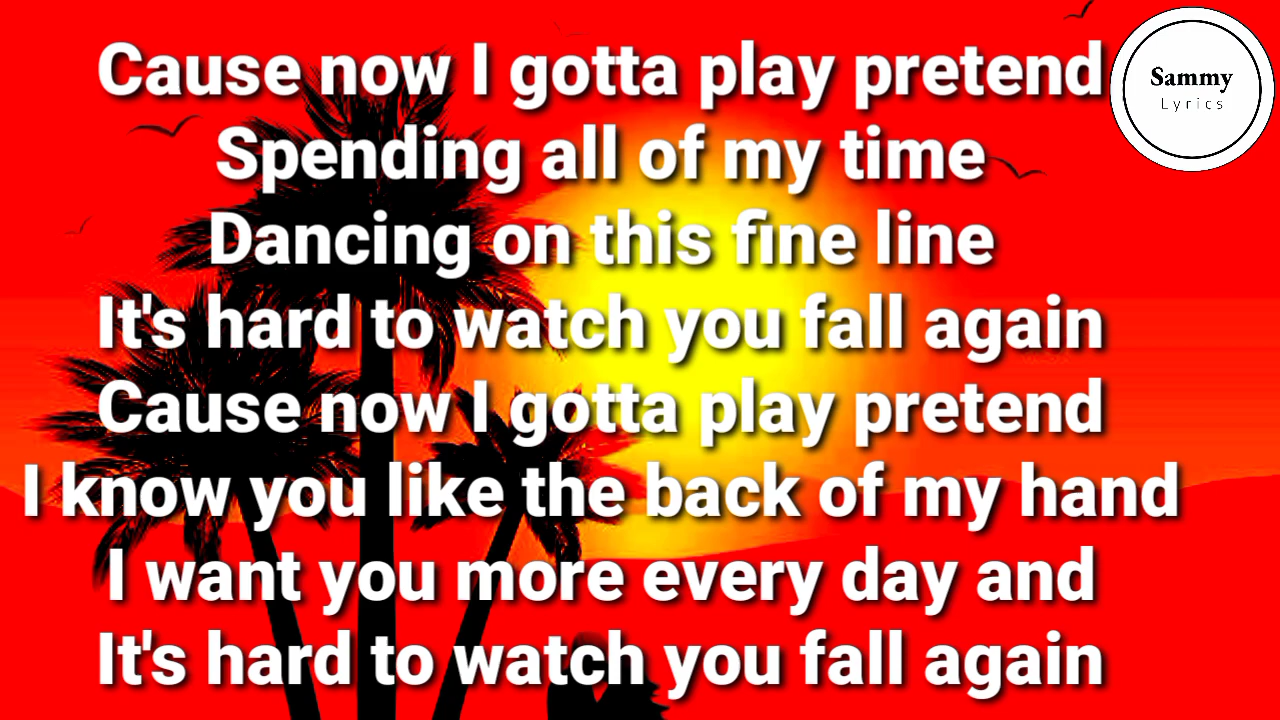 Cause now I gotta play pretend
Spending all of my time
Dancing on this fine line
It's hard to watch you fall again
Cause now I gotta play pretend
I know you like the back of my hand
I want you more every day and
It's hard to watch you fall again
Sammy
Lyrics